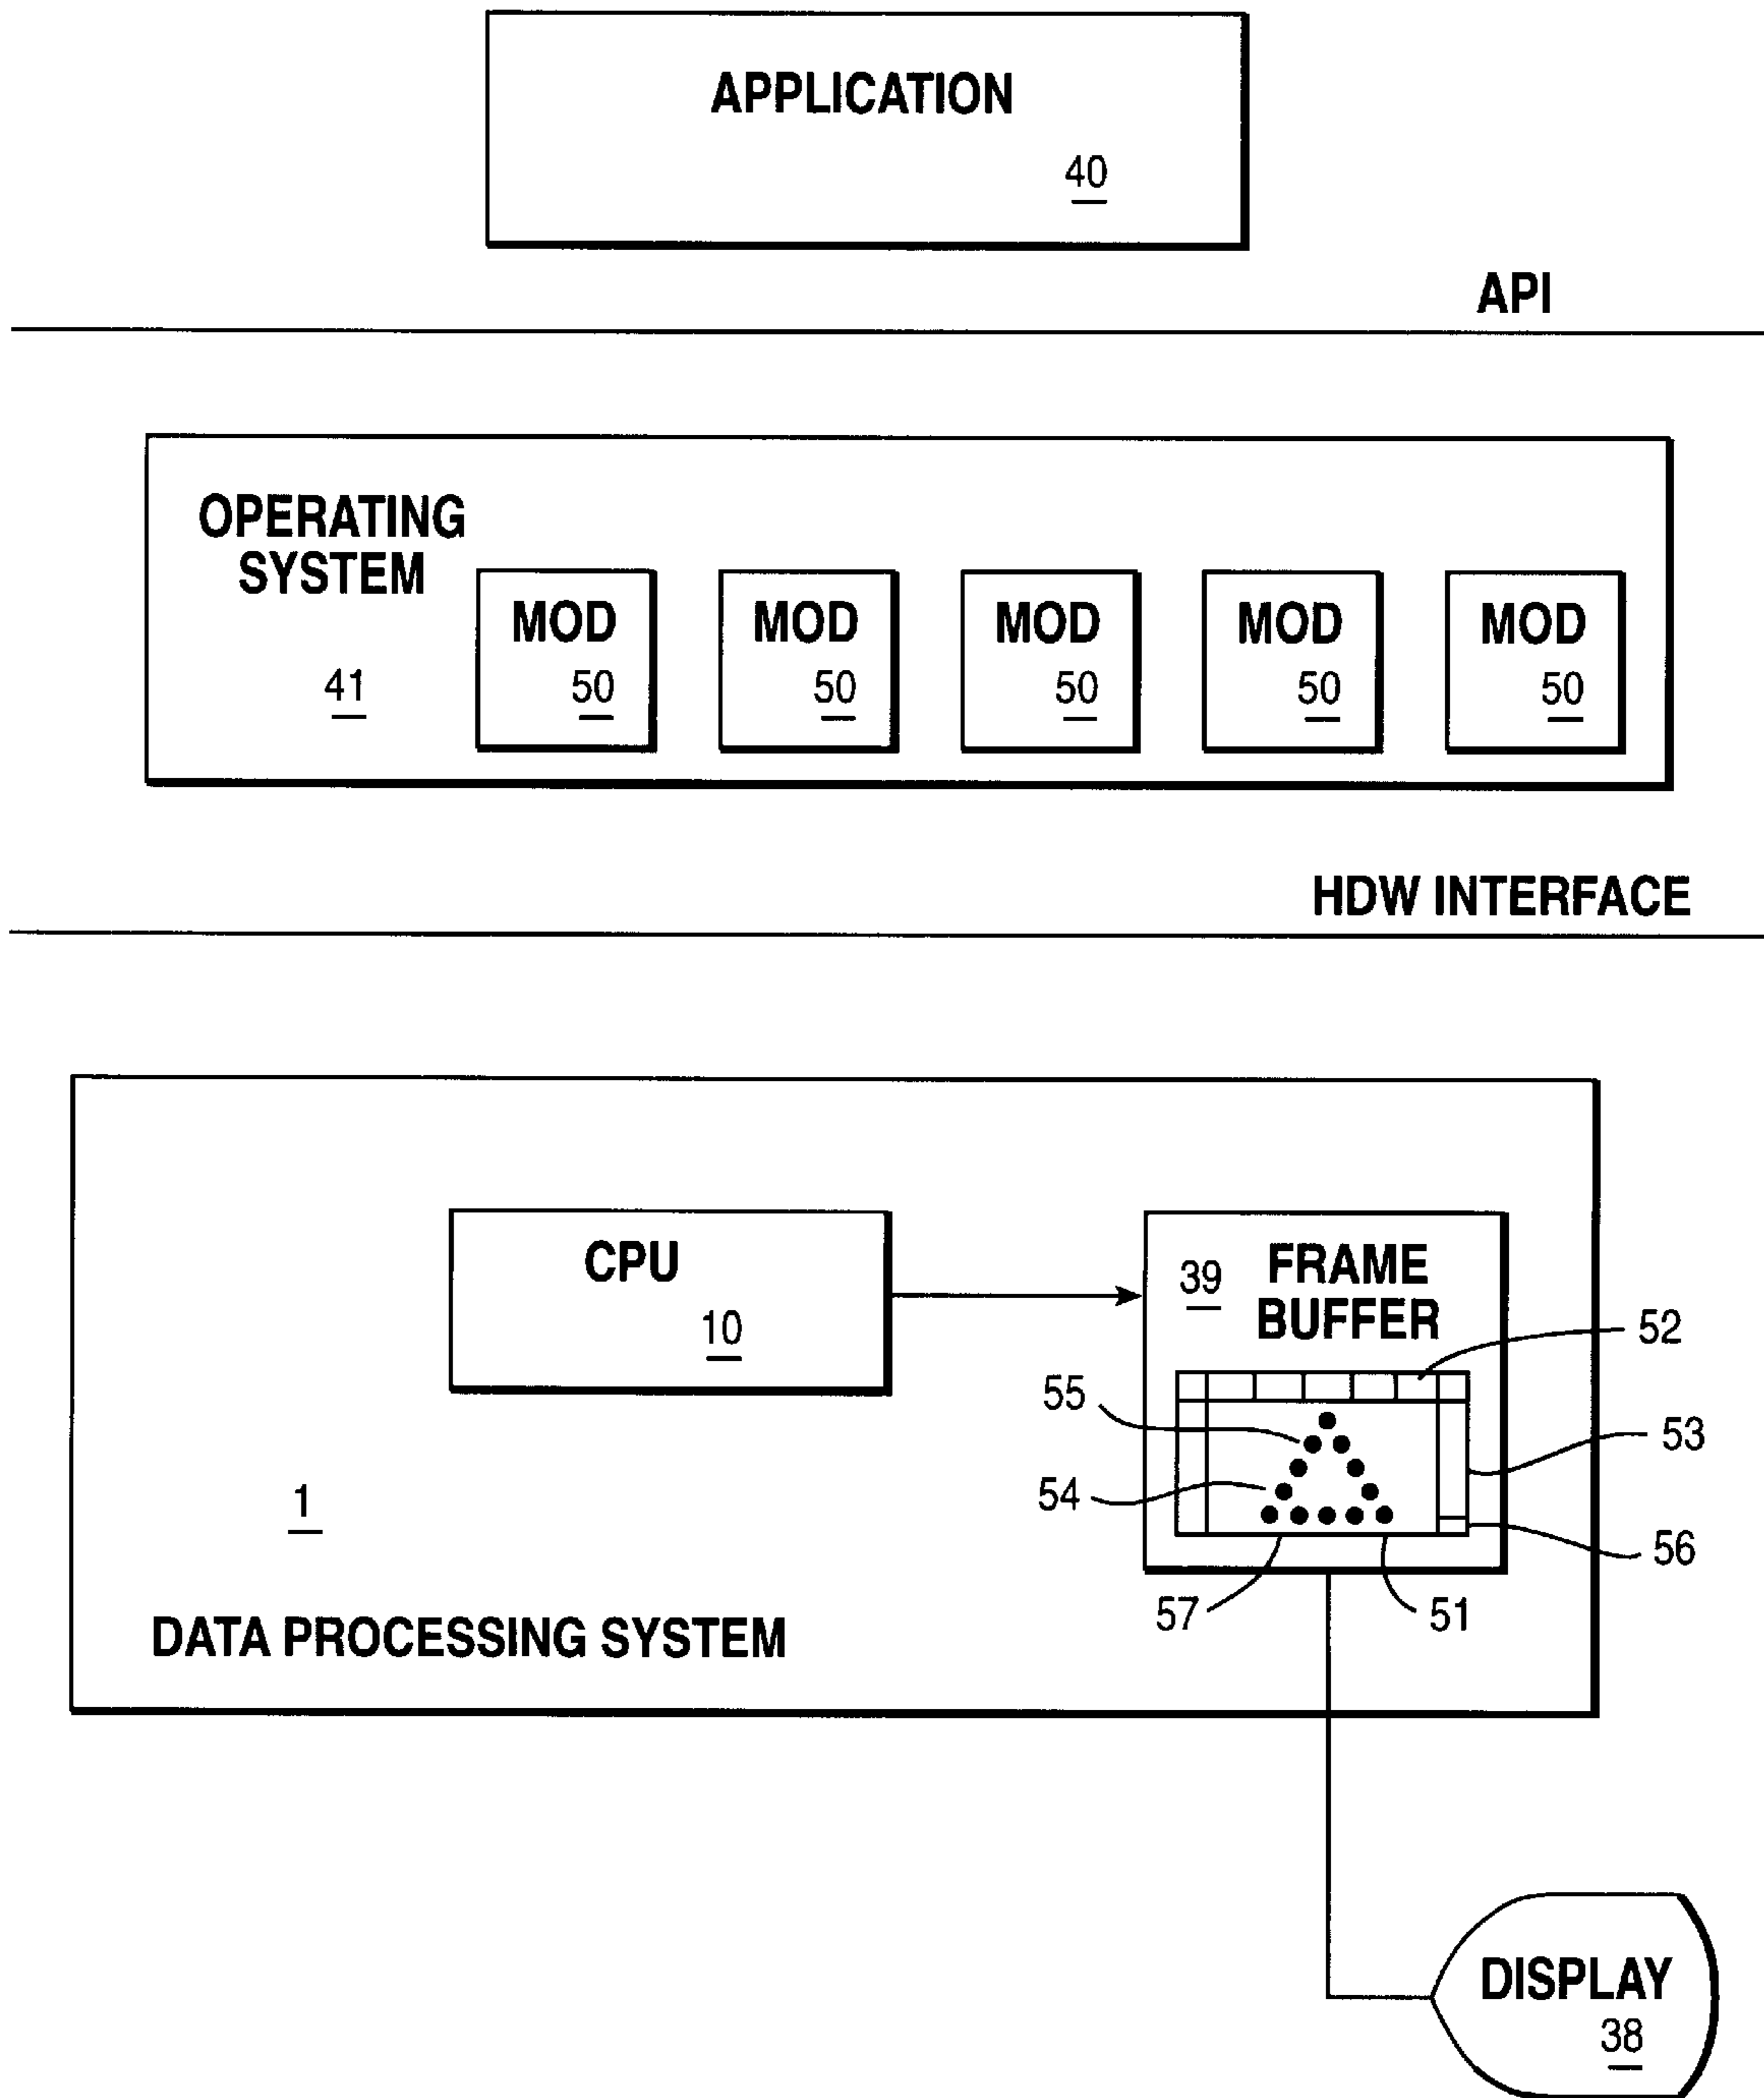 APPLICATION
40
API
OPERATING
SYSTEM
41
MOD
50
MOD
50
MOD
50
MOD
50
MOD
50
HDW INTERFACE
CPU
10
39
FRAME
BUFFER
52
55
53
54
56
57
51
1
DATA PROCESSING SYSTEM
DISPLAY
38